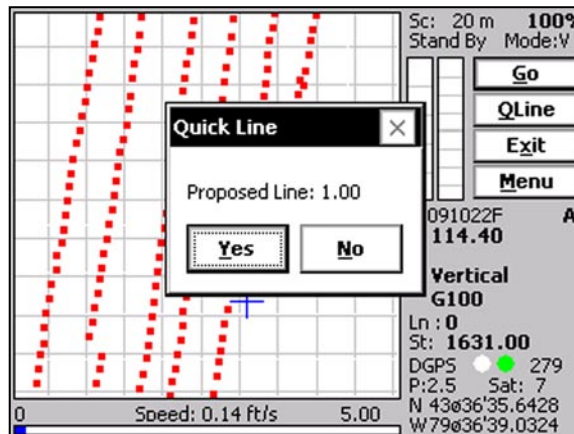 Sc: 20 m 100%
Stand By Mode:V
Go
QLine
Exit
Menu
Quick Line
Proposed Line: 1.00
Yes
No
091022F A
114.40
Vertical
G100
Ln : 0
St: 1631.00
DGPS 279
P:2.5 Sat: 7
N 43ø36'35.6428
W79ø36'39.0324
0 Speed: 0.14 ft/s 5.00